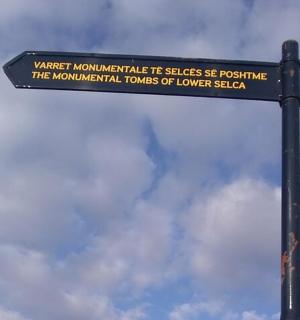 VARRET MONUMENTALE TË SELCËS SË POSHTME
THE MONUMENTAL TOMBS OF LOWER SELCA